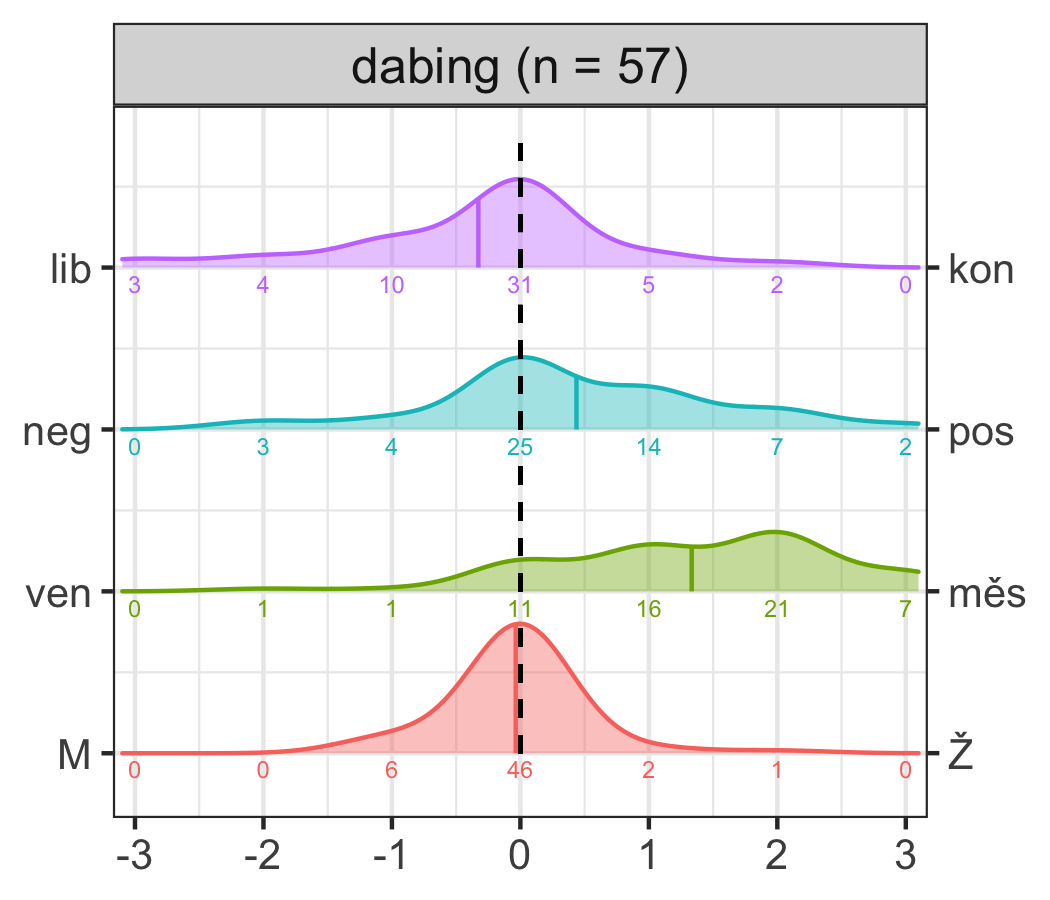 dabing (n = 57)
lib kon
3 4 10 31 5 2 0
neg pos
0 3 4 25 14 7 2
ven měs
0 1 1 11 16 21 7
M Ž
0 0 6 46 2 1 0
-3 -2 -1 0 1 2 3